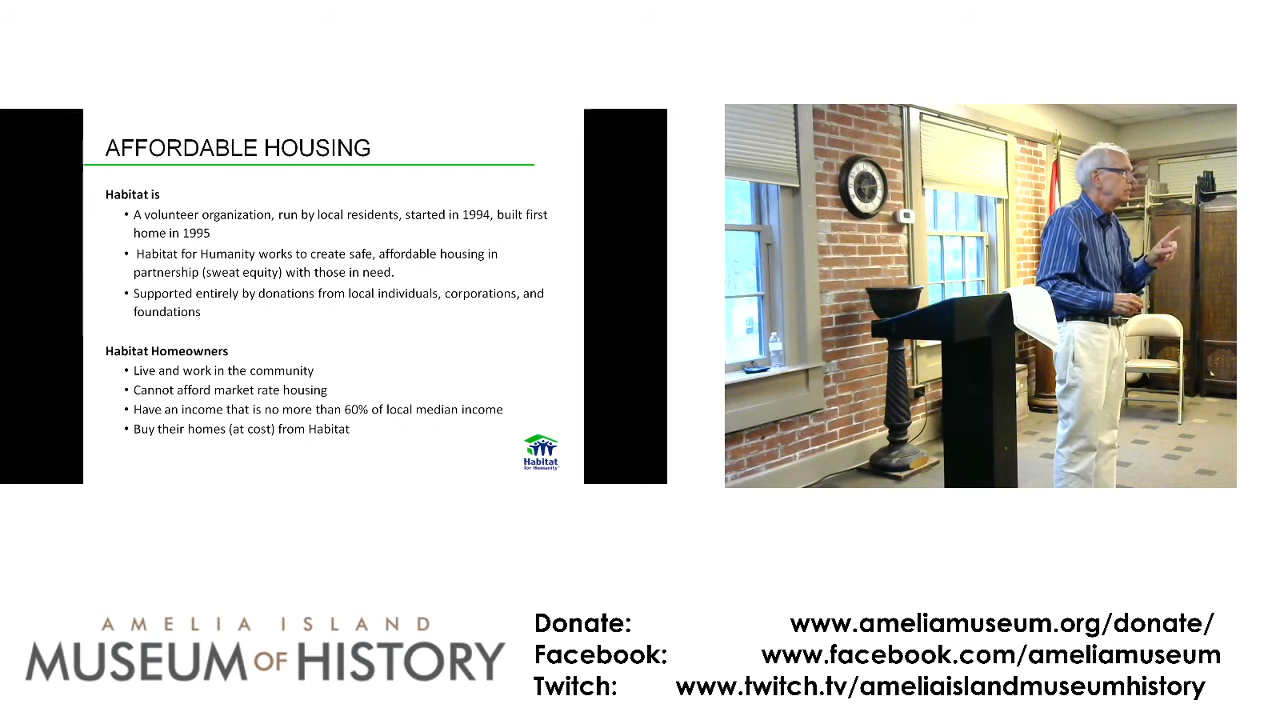 AFFORDABLE HOUSING
Habitat is
• A volunteer organization, run by local residents, started in 1994, built first
home in 1995
• Habitat for Humanity works to create safe, affordable housing in
partnership (sweat equity) with those in need.
• Supported entirely by donations from local individuals, corporations, and
foundations
Habitat Homeowners
• Live and work in the community
• Cannot afford market rate housing
• Have an income that is no more than 60% of local median income
• Buy their homes (at cost) from Habitat
Habitat
for Humanity
AMELIA ISLAND
MUSEUM OF HISTORY
Donate: www.ameliamuseum.org/donate/
Facebook: www.facebook.com/ameliamuseum
Twitch: www.twitch.tv/ameliaislandmuseumhistory